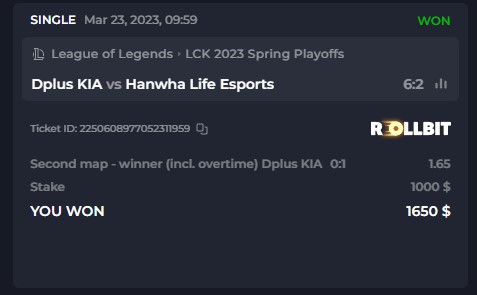 SINGLE Mar 23, 2023, 09:59 WON
League of Legends · LCK 2023 Spring Playoffs
Dplus KIA vs Hanwha Life Esports 6:2
Ticket ID: 2250608977052311959 ROLLBIT
Second map - winner (incl. overtime) Dplus KIA 0:1 1.65
Stake 1000 $
YOU WON 1650 $